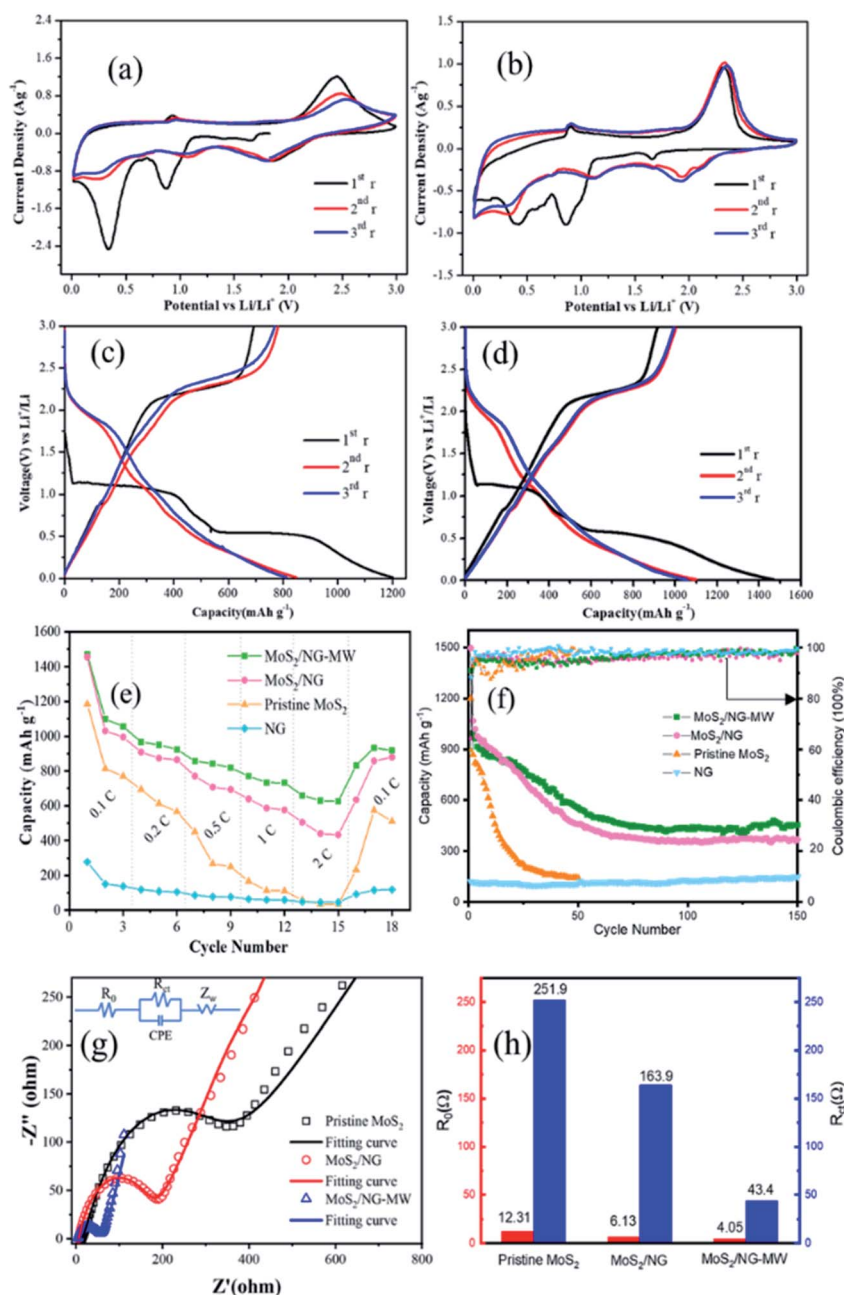 (a)
Current Density (Ag⁻¹)
2.4
1.2
0.0
-1.2
-2.4
0.0 0.5 1.0 1.5 2.0 2.5 3.0
Potential vs Li/Li⁺ (V)
1ˢᵗ r
2ⁿᵈ r
3ʳᵈ r
(b)
Current Density (Ag⁻¹)
1.5
1.0
0.5
0.0
-0.5
-1.0
-1.5
0.0 0.5 1.0 1.5 2.0 2.5 3.0
Potential vs Li/Li⁺ (V)
1ˢᵗ r
2ⁿᵈ r
3ʳᵈ r
(c)
Voltage(V) vs Li⁺/Li
3.0
2.5
2.0
1.5
1.0
0.5
0.0
0 200 400 600 800 1000 1200
Capacity(mAh g⁻¹)
1ˢᵗ r
2ⁿᵈ r
3ʳᵈ r
(d)
Voltage(V) vs Li⁺/Li
3.0
2.5
2.0
1.5
1.0
0.5
0.0
0 200 400 600 800 1000 1200 1400 1600
Capacity(mAh g⁻¹)
1ˢᵗ r
2ⁿᵈ r
3ʳᵈ r
(e)
Capacity (mAh g⁻¹)
1600
1400
1200
1000
800
600
400
200
0
MoS₂/NG-MW
MoS₂/NG
Pristine MoS₂
NG
0.1 C
0.2 C
0.5 C
1 C
2 C
0.1 C
0 3 6 9 12 15 18
Cycle Number
(f)
Capacity (mAh g⁻¹)
1500
1200
900
600
300
0
MoS₂/NG-MW
MoS₂/NG
Pristine MoS₂
NG
100
80
60
40
20
0
Coulombic efficiency (100%)
0 50 100 150
Cycle Number
(g)
-Z" (ohm)
250
200
150
100
50
0
R₀
R꜀ₜ
CPE
Z_w
Pristine MoS₂
Fitting curve
MoS₂/NG
Fitting curve
MoS₂/NG-MW
Fitting curve
0 200 400 600 800
Z'(ohm)
(h)
R₀(Ω)
250
200
150
100
50
0
251.9
163.9
43.4
12.31
6.13
4.05
Pristine MoS₂ MoS₂/NG MoS₂/NG-MW
250
200
150
100
50
0
R꜀ₜ(Ω)